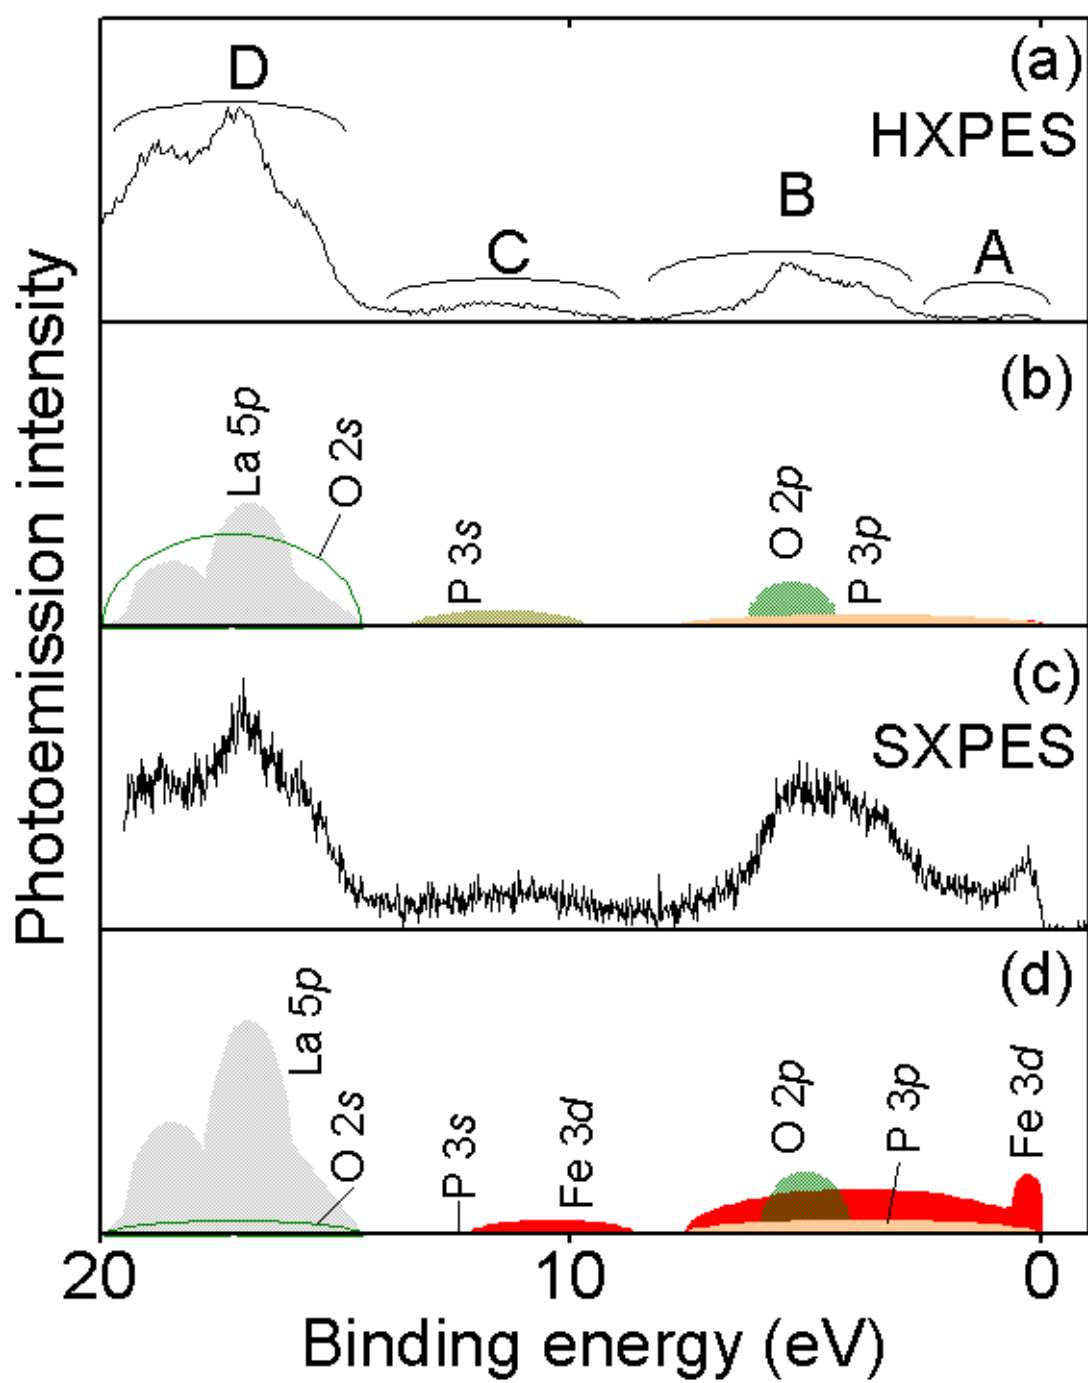 Photoemission intensity
(a)
HXPES
D
C
B
A
(b)
La 5p
O 2s
P 3s
O 2p
P 3p
(c)
SXPES
(d)
La 5p
O 2s
P 3s
Fe 3d
O 2p
P 3p
Fe 3d
20 10 0
Binding energy (eV)